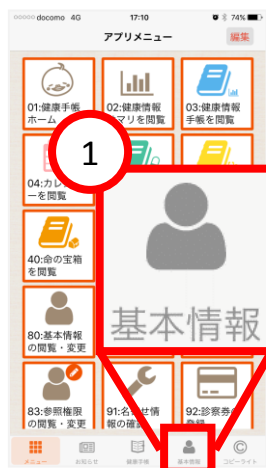 docomo 4G 17:10 74%
アプリメニュー 編集
01:健康手帳
ホーム
02:健康情報
マリを閲覧
03:健康情報
手帳を閲覧
1
04:カレ
ーを閲覧
40:命の宝箱
を閲覧
基本情報
80:基本情報
の閲覧・変更
83:参照権限
の閲覧・変更
91:名 せ情
報の確
92:診察券の
登録
メニュー お知らせ 健康手帳 基本情報 コピーライト